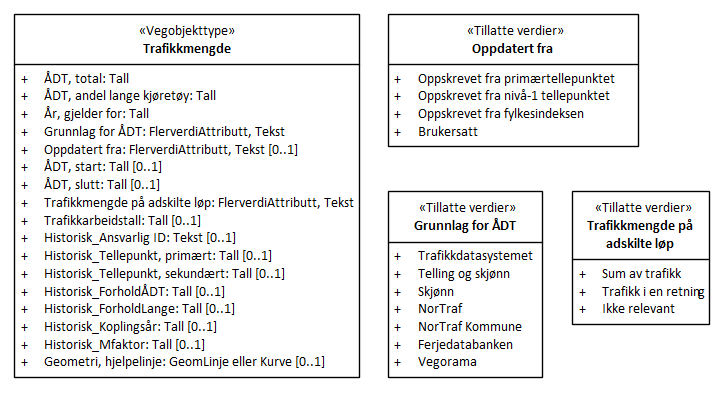 «Vegobjekttype»
Trafikkmengde
+ ÅDT, total: Tall
+ ÅDT, andel lange kjøretøy: Tall
+ År, gjelder for: Tall
+ Grunnlag for ÅDT: FlerverdiAttributt, Tekst
+ Oppdatert fra: FlerverdiAttributt, Tekst [0..1]
+ ÅDT, start: Tall [0..1]
+ ÅDT, slutt: Tall [0..1]
+ Trafikkmengde på adskilte løp: FlerverdiAttributt, Tekst
+ Trafikkarbeidstall: Tall [0..1]
+ Historisk_Ansvarlig ID: Tekst [0..1]
+ Historisk_Tellepunkt, primært: Tall [0..1]
+ Historisk_Tellepunkt, sekundært: Tall [0..1]
+ Historisk_ForholdÅDT: Tall [0..1]
+ Historisk_ForholdLange: Tall [0..1]
+ Historisk_Koplingsår: Tall [0..1]
+ Historisk_Mfaktor: Tall [0..1]
+ Geometri, hjelpelinje: GeomLinje eller Kurve [0..1]
«Tillatte verdier»
Oppdatert fra
+ Oppskrevet fra primærtellepunktet
+ Oppskrevet fra nivå-1 tellepunktet
+ Oppskrevet fra fylkesindeksen
+ Brukersatt
«Tillatte verdier»
Grunnlag for ÅDT
+ Trafikkdatasystemet
+ Telling og skjønn
+ Skjønn
+ NorTraf
+ NorTraf Kommune
+ Ferjedatabanken
+ Vegorama
«Tillatte verdier»
Trafikkmengde på
adskilte løp
+ Sum av trafikk
+ Trafikk i en retning
+ Ikke relevant